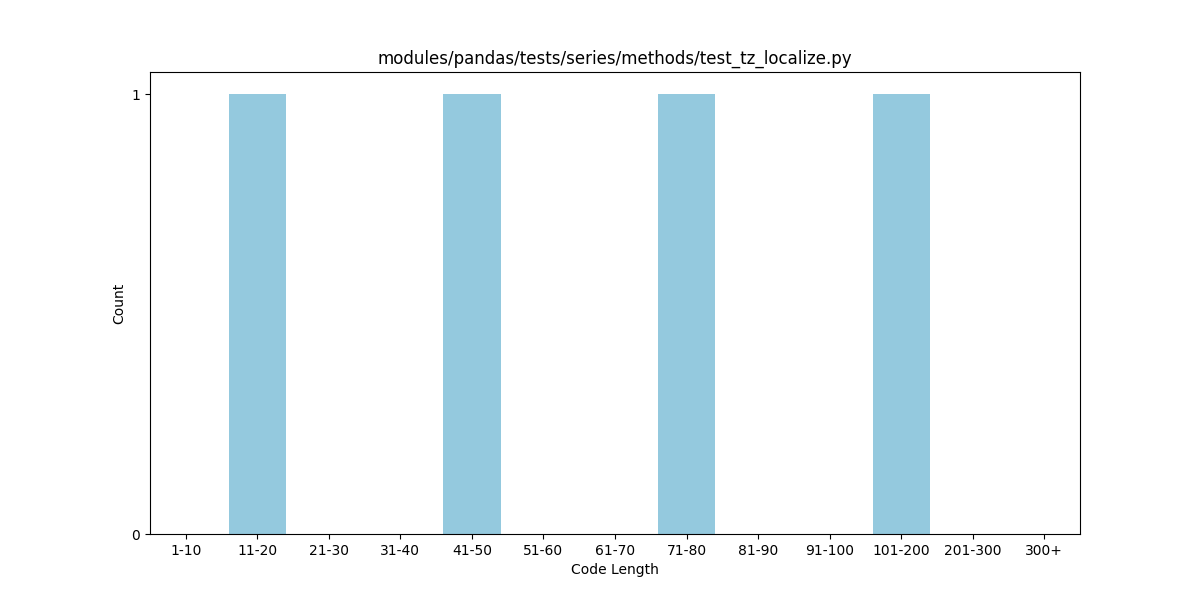 modules/pandas/tests/series/methods/test_tz_localize.py
1
Count
0
1-10 11-20 21-30 31-40 41-50 51-60 61-70 71-80 81-90 91-100 101-200 201-300 300+
Code Length